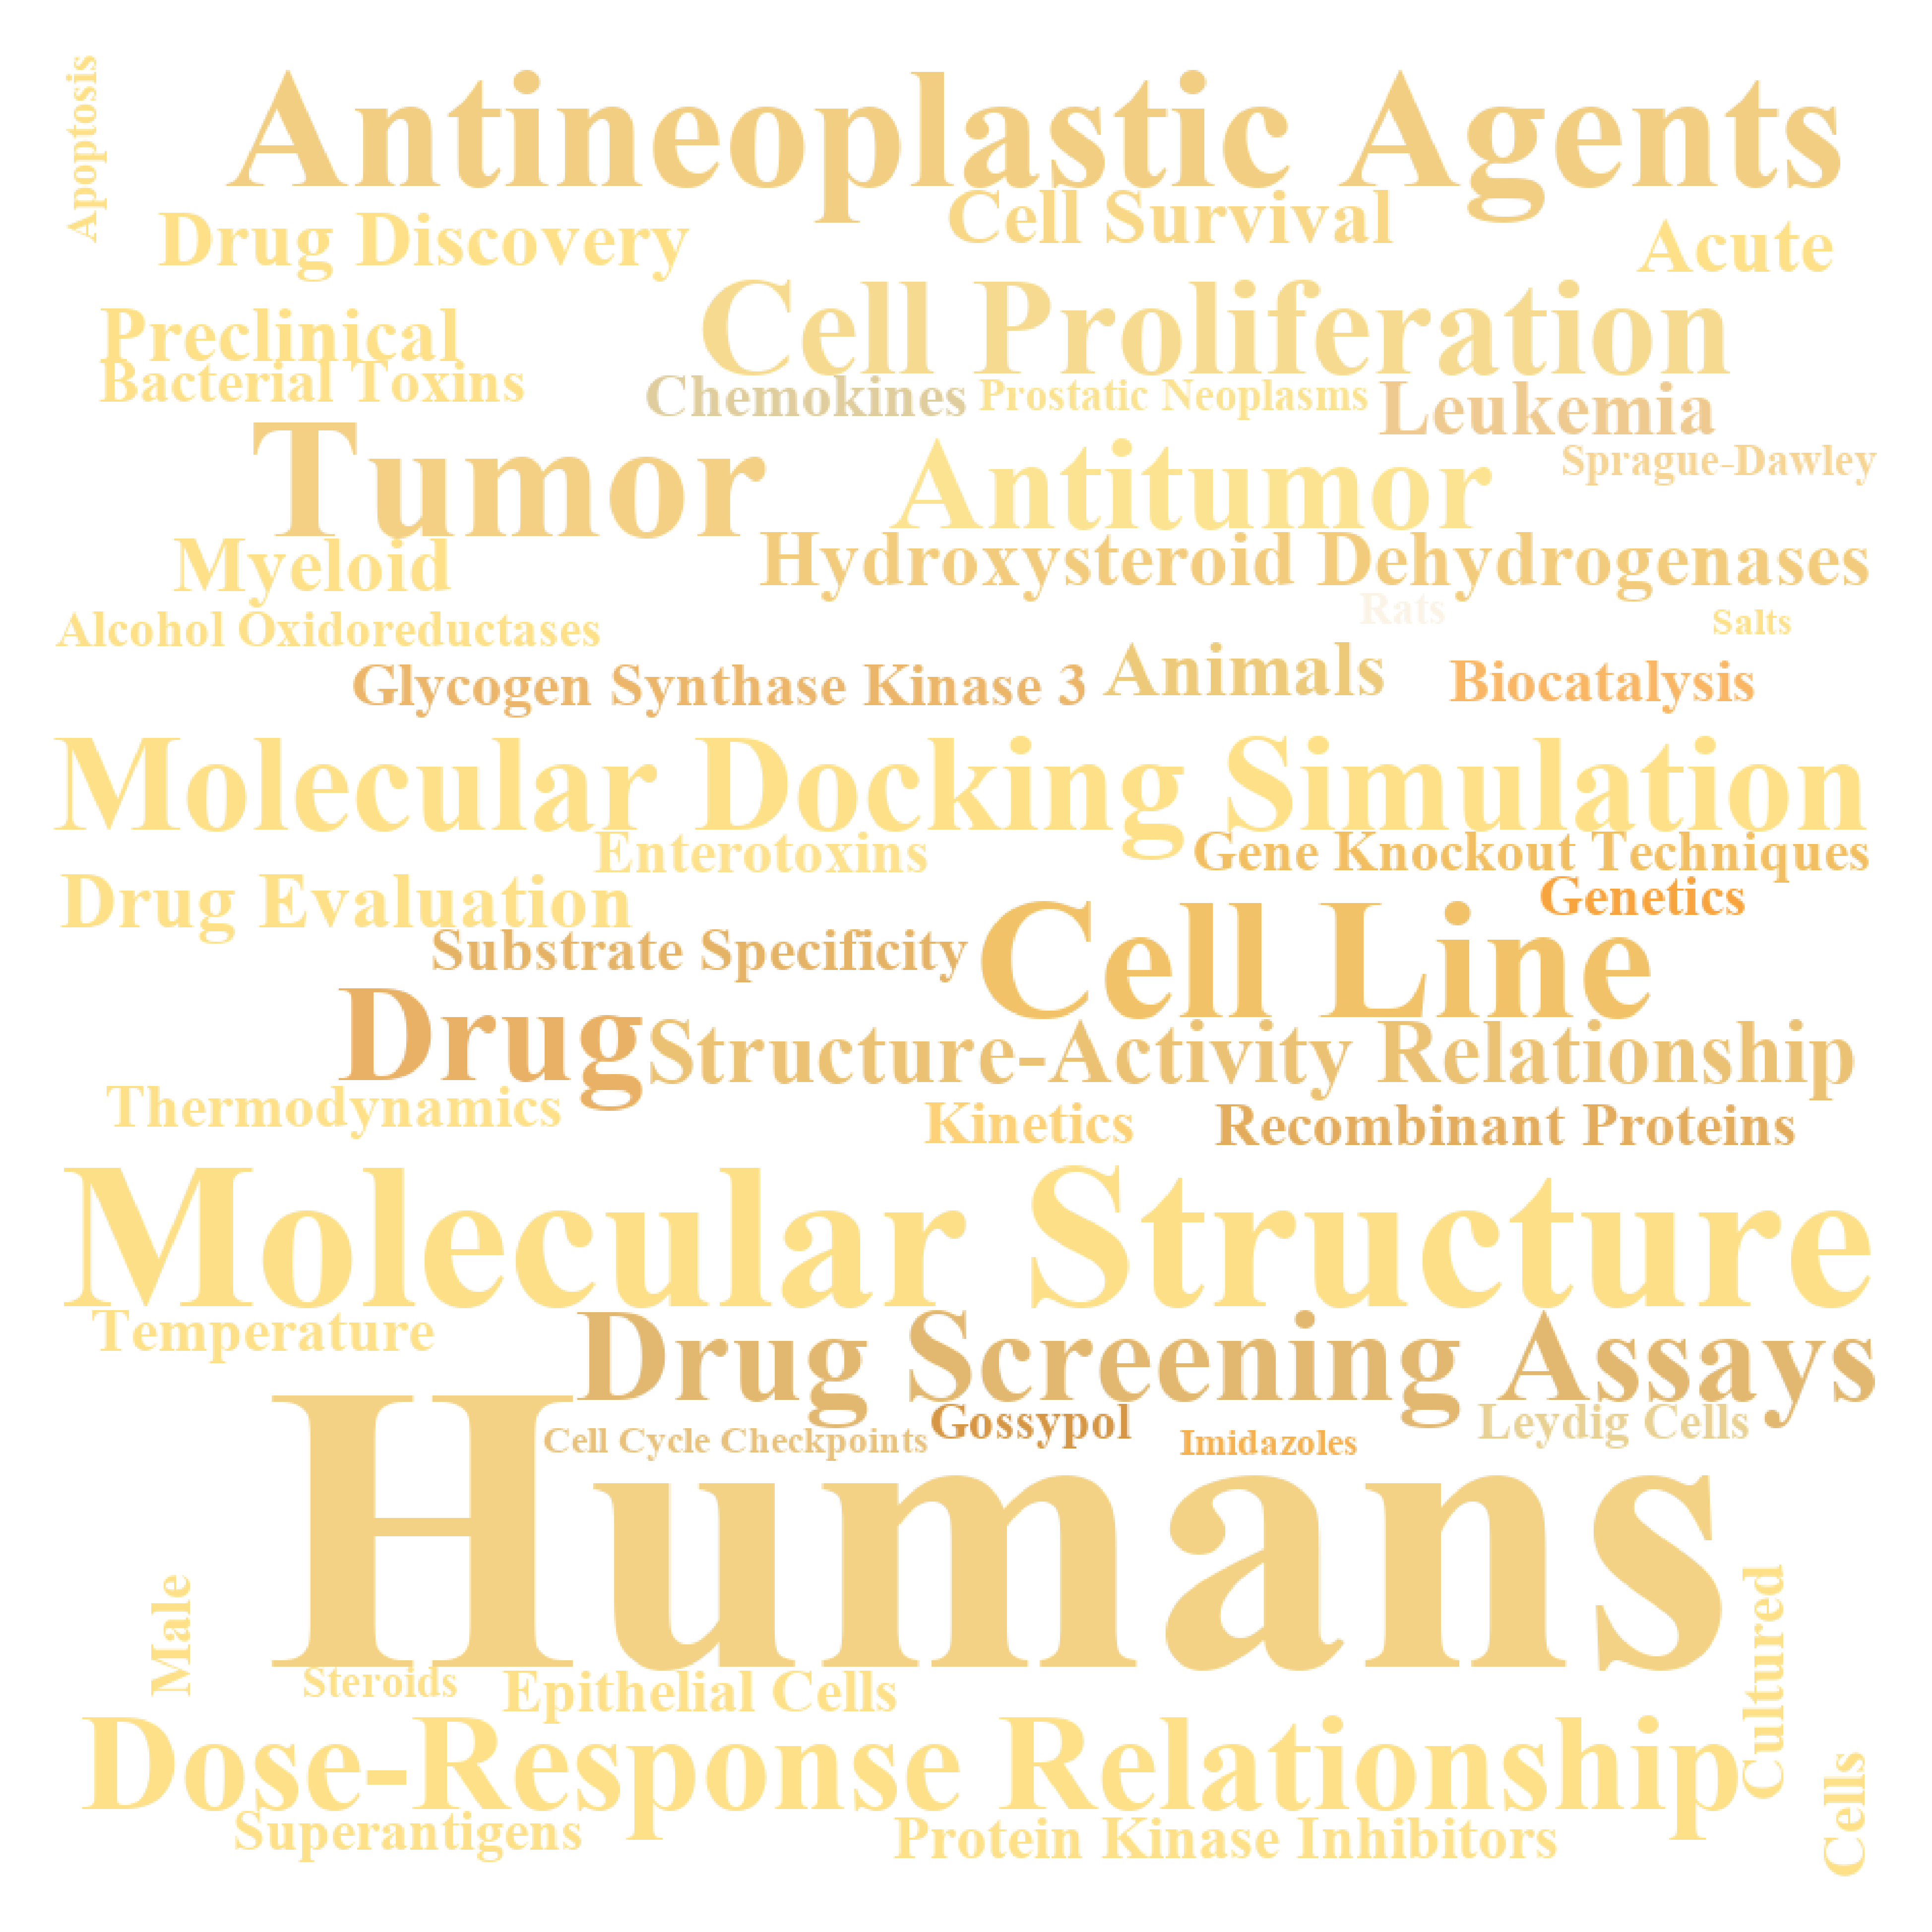 Apoptosis
Antineoplastic Agents
Cell Survival
Drug Discovery
Acute
Cell Proliferation
Preclinical
Bacterial Toxins
Chemokines
Prostatic Neoplasms
Leukemia
Tumor
Antitumor
Sprague-Dawley
Myeloid
Hydroxysteroid Dehydrogenases
Rats
Salts
Alcohol Oxidoreductases
Glycogen Synthase Kinase 3
Animals
Biocatalysis
Molecular Docking Simulation
Enterotoxins
Gene Knockout Techniques
Drug Evaluation
Genetics
Substrate Specificity
Cell Line
Drug
Structure-Activity Relationship
Thermodynamics
Kinetics
Recombinant Proteins
Molecular Structure
Temperature
Drug Screening Assays
Cell Cycle Checkpoints
Gossypol
Imidazoles
Leydig Cells
Humans
Male
Cultured
Steroids
Epithelial Cells
Dose-Response Relationship
Cells
Superantigens
Protein Kinase Inhibitors